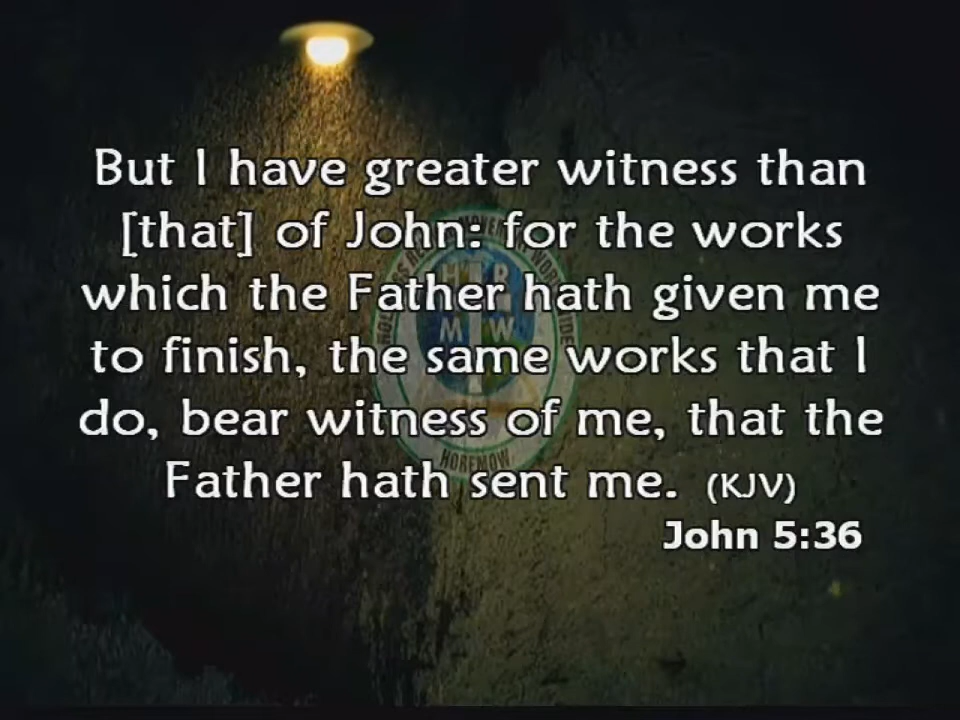 But I have greater witness than
[that] of John: for the works
which the Father hath given me
to finish, the same works that I
do, bear witness of me, that the
Father hath sent me. (KJV)
John 5:36
H R
M W
HOREMOW